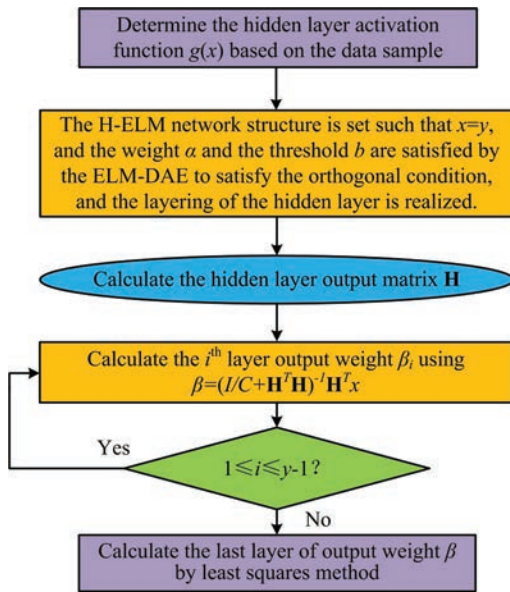 Determine the hidden layer activation
function g(x) based on the data sample
The H-ELM network structure is set such that x=y,
and the weight α and the threshold b are satisfied by
the ELM-DAE to satisfy the orthogonal condition,
and the layering of the hidden layer is realized.
Calculate the hidden layer output matrix H
Calculate the iᵗʰ layer output weight βᵢ using
β=(I/C+HᵀH)⁻¹Hᵀx
Yes
1≤i≤y-1?
No
Calculate the last layer of output weight β
by least squares method